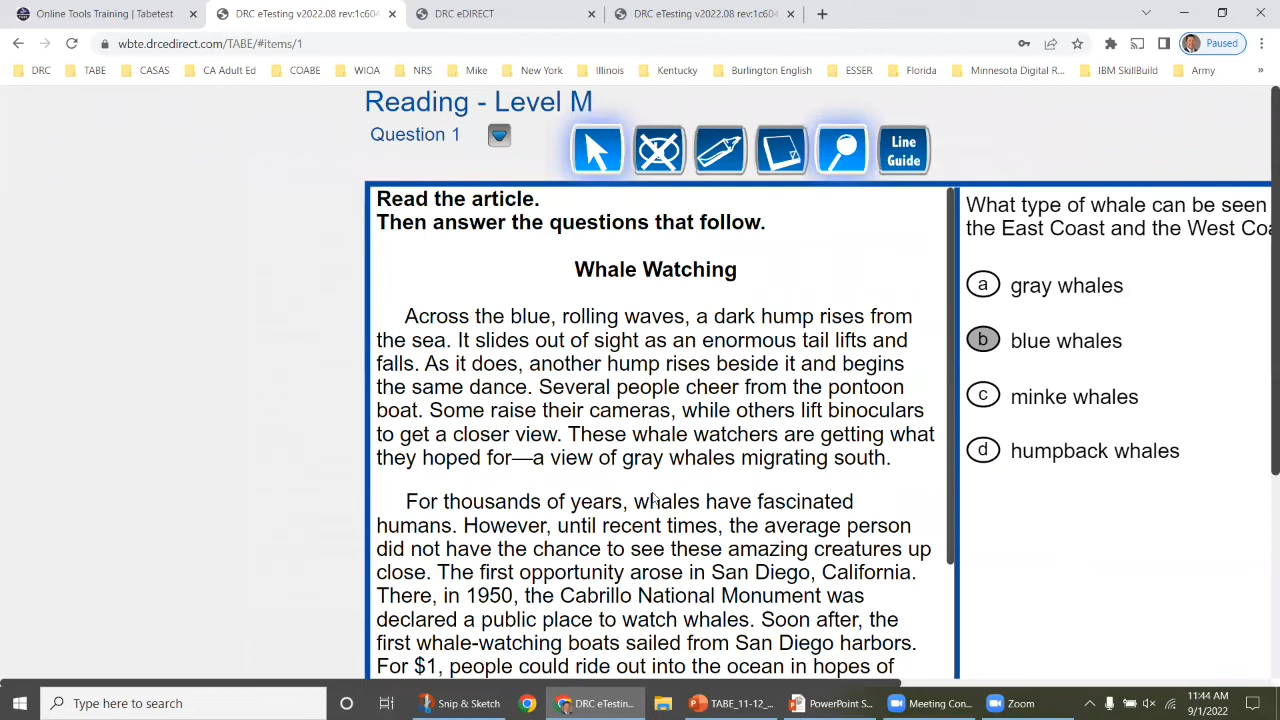 Online Tools Training | Tabetest
DRC eTesting v2022.08 rev:1c604
DRC eDIRECT
DRC eTesting v2022.08 rev:1c604
wbte.drcedirect.com/TABE/#items/1
Paused
DRC
TABE
CASAS
CA Adult Ed
COABE
WIOA
NRS
Mike
New York
Illinois
Kentucky
Burlington English
ESSER
Florida
Minnesota Digital R...
IBM SkillBuild
Army
»
Reading - Level M
Question 1
Line
Guide
Read the article.
Then answer the questions that follow.
Whale Watching
Across the blue, rolling waves, a dark hump rises from
the sea. It slides out of sight as an enormous tail lifts and
falls. As it does, another hump rises beside it and begins
the same dance. Several people cheer from the pontoon
boat. Some raise their cameras, while others lift binoculars
to get a closer view. These whale watchers are getting what
they hoped for—a view of gray whales migrating south.
For thousands of years, whales have fascinated
humans. However, until recent times, the average person
did not have the chance to see these amazing creatures up
close. The first opportunity arose in San Diego, California.
There, in 1950, the Cabrillo National Monument was
declared a public place to watch whales. Soon after, the
first whale-watching boats sailed from San Diego harbors.
For $1, people could ride out into the ocean in hopes of
What type of whale can be seen
the East Coast and the West Coa
a gray whales
b blue whales
c minke whales
d humpback whales
Type here to search
Snip & Sketch
DRC eTestin...
TABE_11-12_...
PowerPoint S...
Meeting Con...
Zoom
11:44 AM
9/1/2022